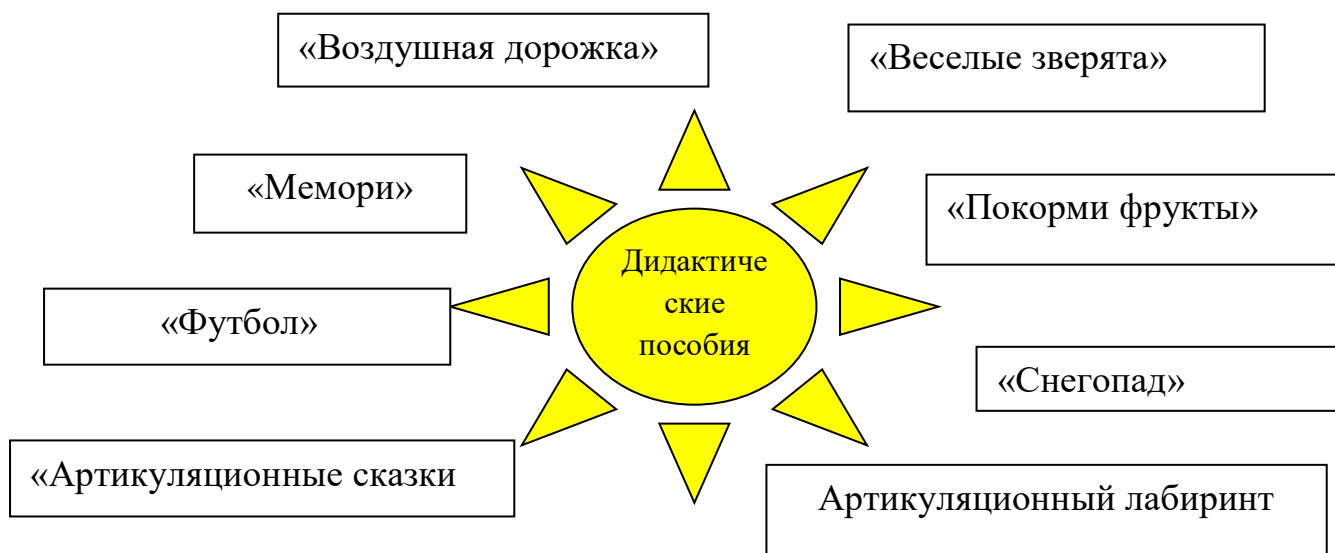 «Воздушная дорожка»
«Веселые зверята»
«Мемори»
«Покорми фрукты»
Дидактиче
ские
пособия
«Футбол»
«Снегопад»
«Артикуляционные сказки
Артикуляционный лабиринт